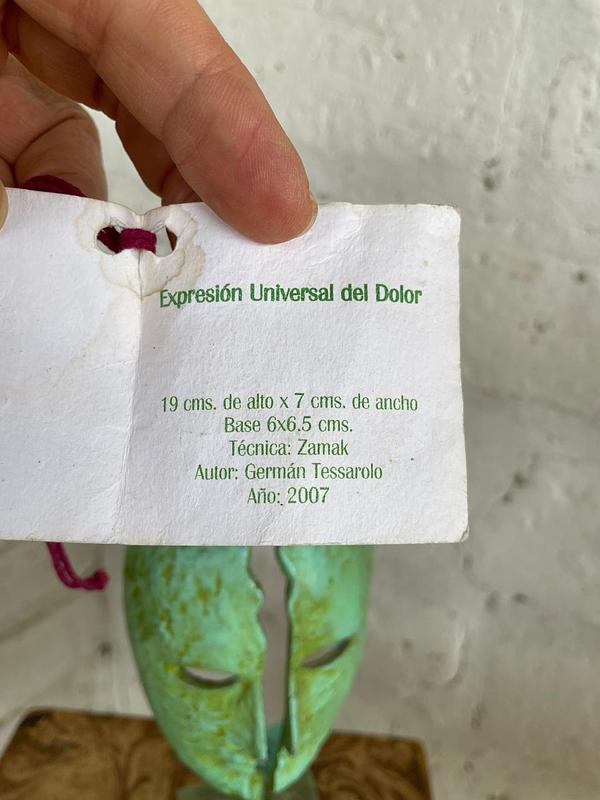 Expresión Universal del Dolor
19 cms. de alto x 7 cms. de ancho
Base 6x6.5 cms.
Técnica: Zamak
Autor: Germán Tessarolo
Año: 2007